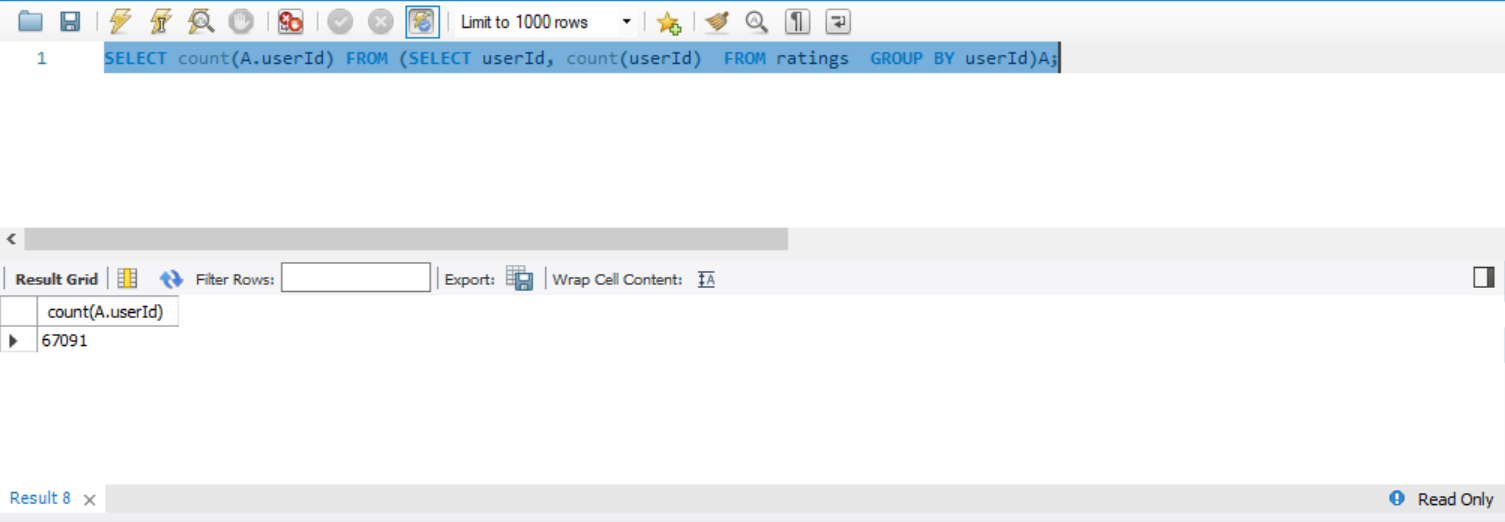 Limit to 1000 rows
1 SELECT count(A.userId) FROM (SELECT userId, count(userId)  FROM ratings  GROUP BY userId)A;
Result Grid Filter Rows: Export: Wrap Cell Content:
count(A.userId)
67091
Result 8 Read Only